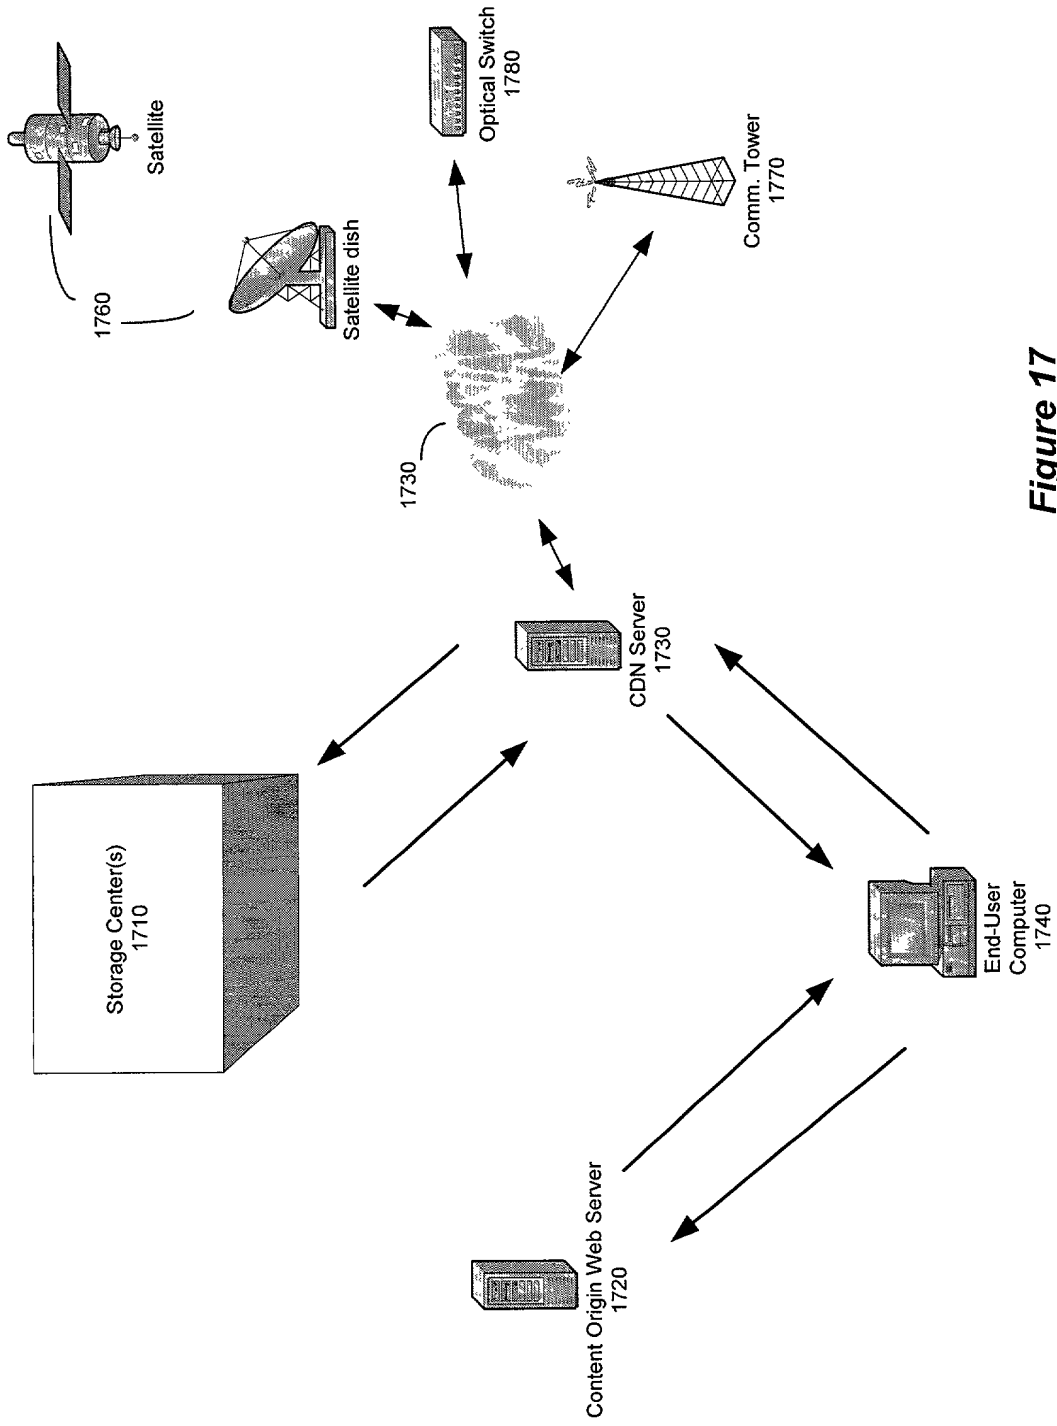 Storage Center(s)
1710
Satellite
1760
Satellite dish
Optical Switch
1780
1730
Comm. Tower
1770
CDN Server
1730
Content Origin Web Server
1720
End-User
Computer
1740
Figure 17